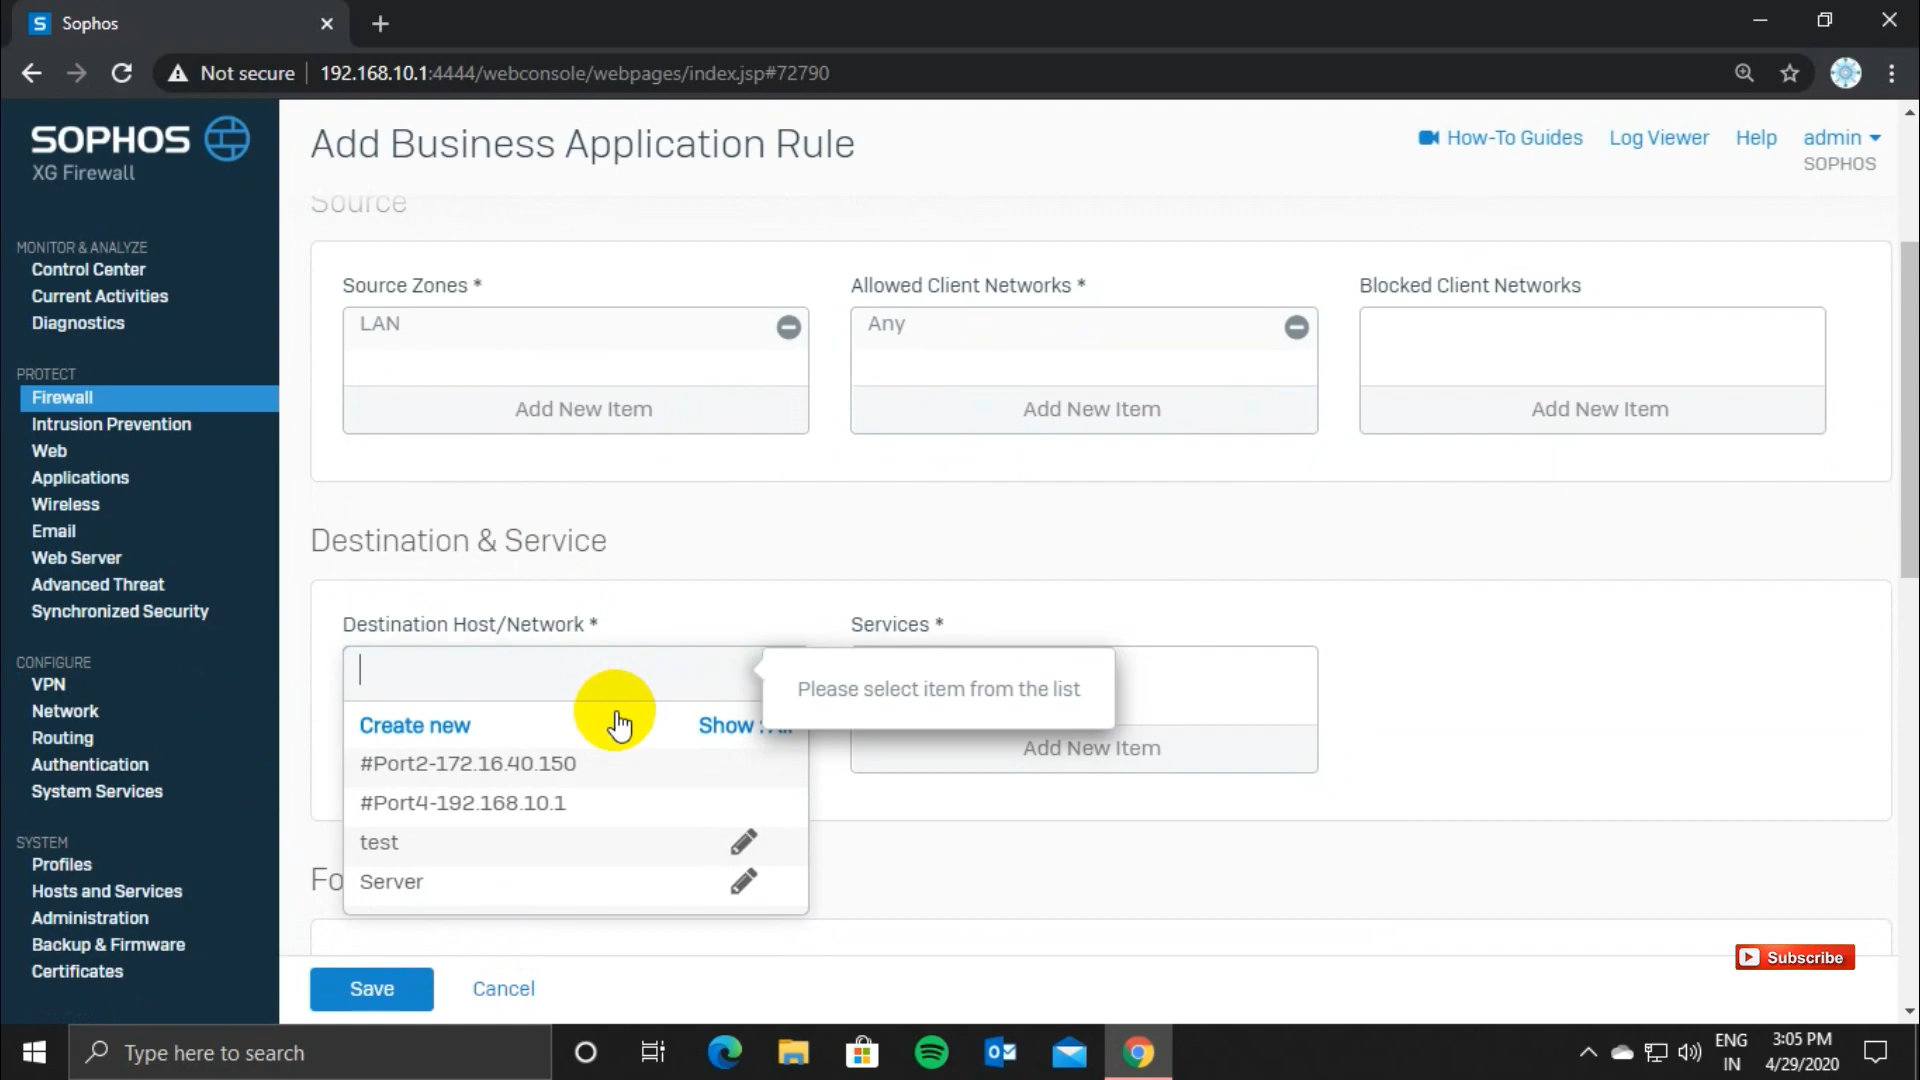 Sophos
Not secure
192.168.10.1:4444/webconsole/webpages/index.jsp#72790
SOPHOS
XG Firewall
MONITOR & ANALYZE
Control Center
Current Activities
Diagnostics
PROTECT
Firewall
Intrusion Prevention
Web
Applications
Wireless
Email
Web Server
Advanced Threat
Synchronized Security
CONFIGURE
VPN
Network
Routing
Authentication
System Services
SYSTEM
Profiles
Hosts and Services
Administration
Backup & Firmware
Certificates
Add Business Application Rule
How-To Guides
Log Viewer
Help
admin
SOPHOS
Source
Source Zones *
LAN
Add New Item
Allowed Client Networks *
Any
Add New Item
Blocked Client Networks
Add New Item
Destination & Service
Destination Host/Network *
Create new
Show : All
#Port2-172.16.40.150
#Port4-192.168.10.1
test
Server
Services *
Please select item from the list
Add New Item
Fo
Save
Cancel
Subscribe
Type here to search
ENG
IN
3:05 PM
4/29/2020